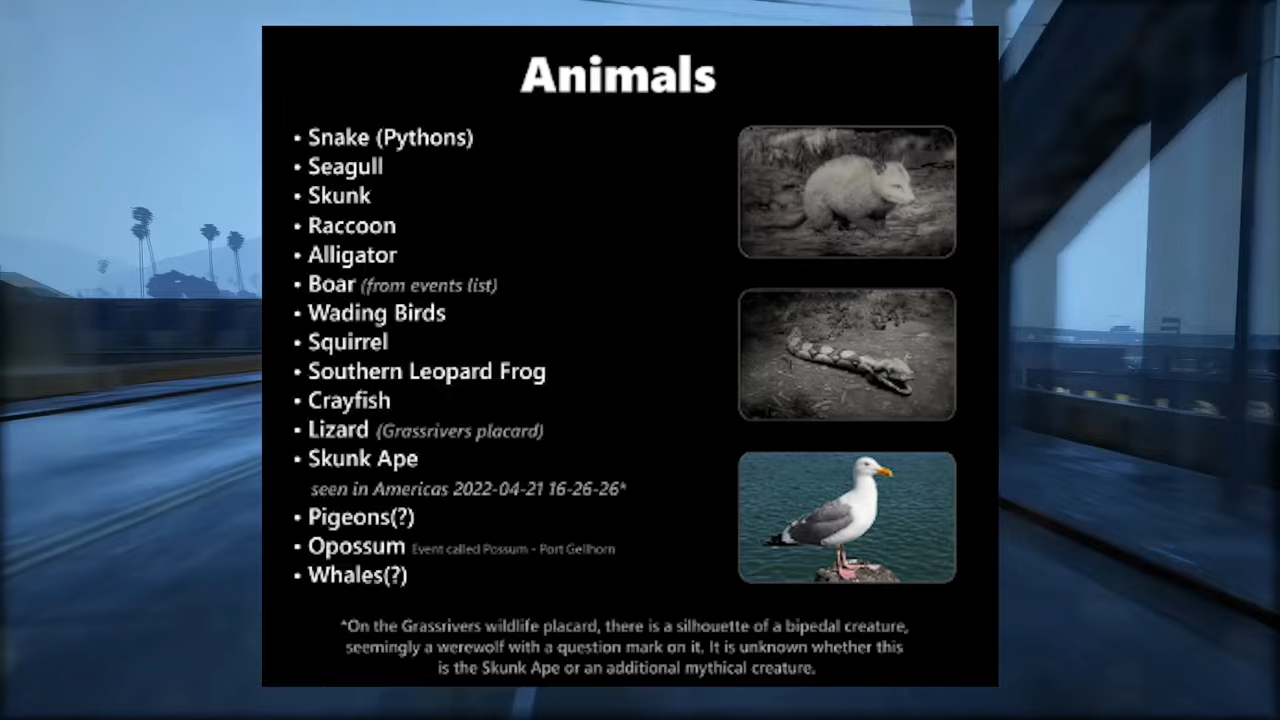 Animals
• Snake (Pythons)
• Seagull
• Skunk
• Raccoon
• Alligator
• Boar (from events list)
• Wading Birds
• Squirrel
• Southern Leopard Frog
• Crayfish
• Lizard (Grassrivers placard)
• Skunk Ape
seen in Americas 2022-04-21 16-26-26*
• Pigeons(?)
• Opossum Event called Possum - Port Gellhorn
• Whales(?)
*On the Grassrivers wildlife placard, there is a silhouette of a bipedal creature,
seemingly a werewolf with a question mark on it. It is unknown whether this
is the Skunk Ape or an additional mythical creature.